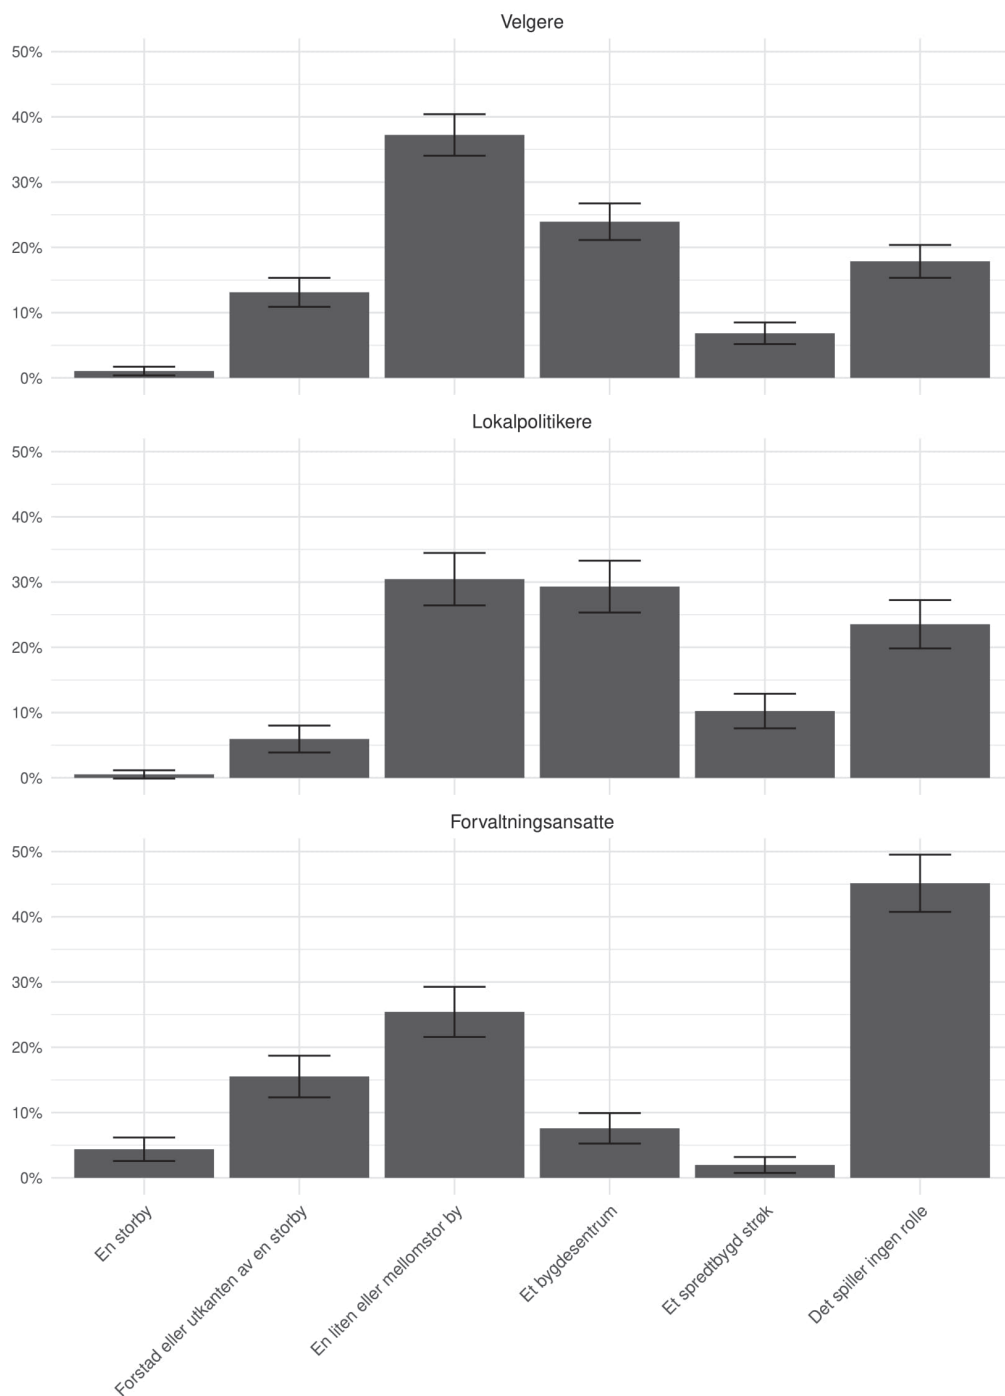 Velgere
50%
40%
30%
20%
10%
0%
Lokalpolitikere
50%
40%
30%
20%
10%
0%
Forvaltningsansatte
50%
40%
30%
20%
10%
0%
En storby
Forstad eller utkanten av en storby
En liten eller mellomstor by
Et bygdesentrum
Et spredtbygd strøk
Det spiller ingen rolle